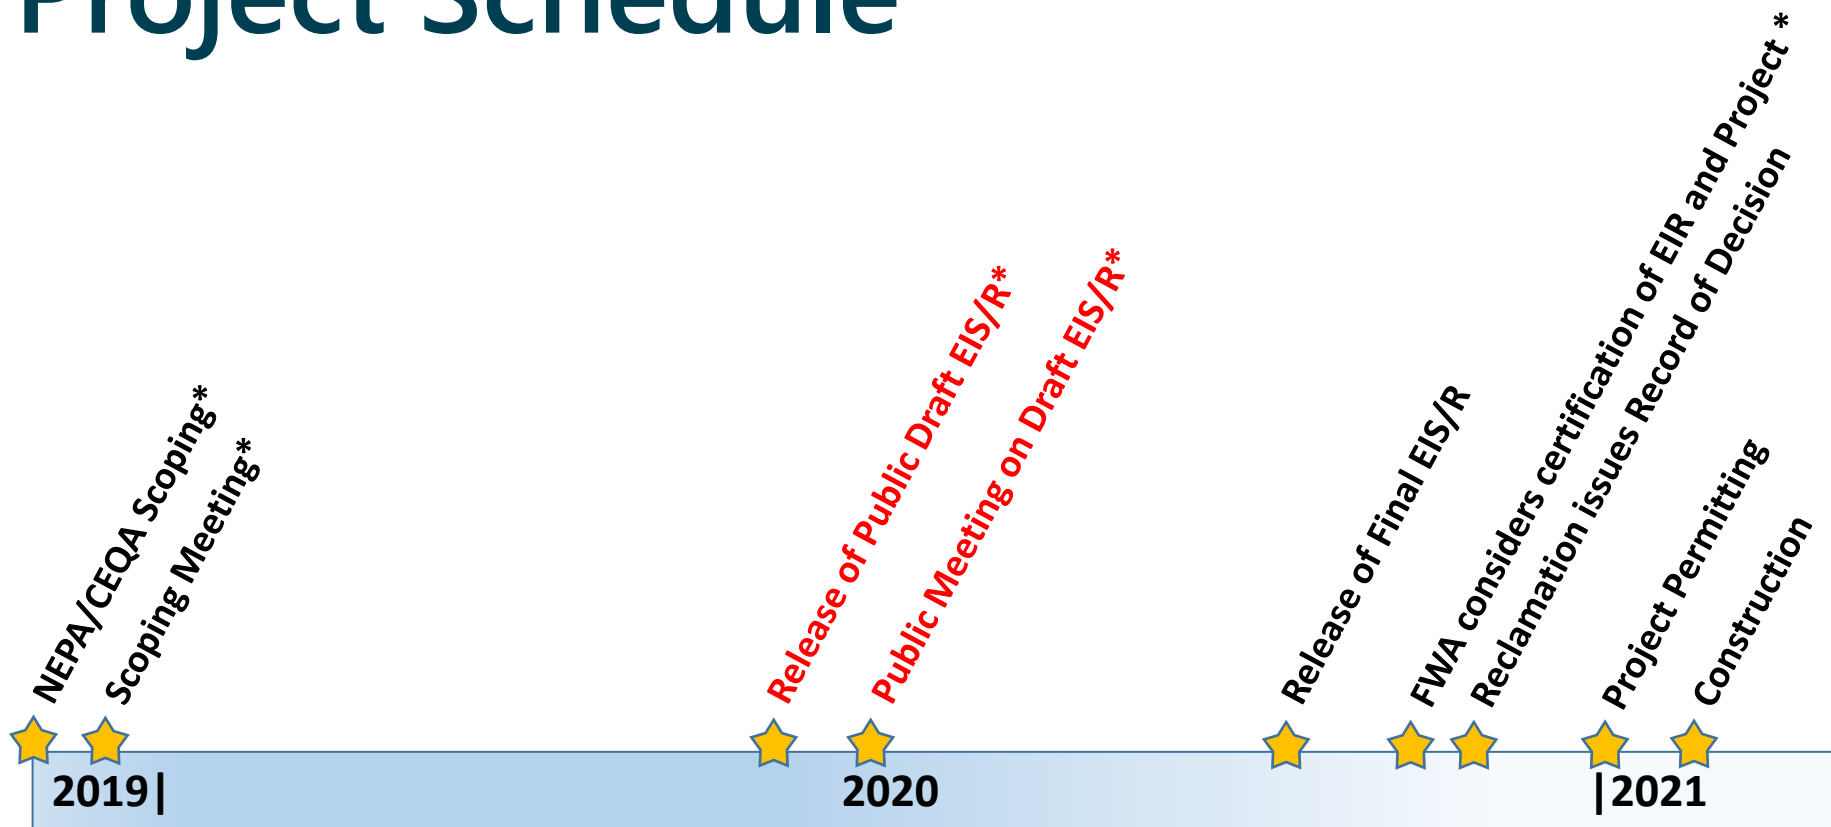 Project Schedule
NEPA/CEQA Scoping*
Scoping Meeting*
Release of Public Draft EIS/R*
Public Meeting on Draft EIS/R*
Release of Final EIS/R
FWA considers certification of EIR and Project *
Reclamation issues Record of Decision
Project Permitting
Construction
2019|
2020
|2021